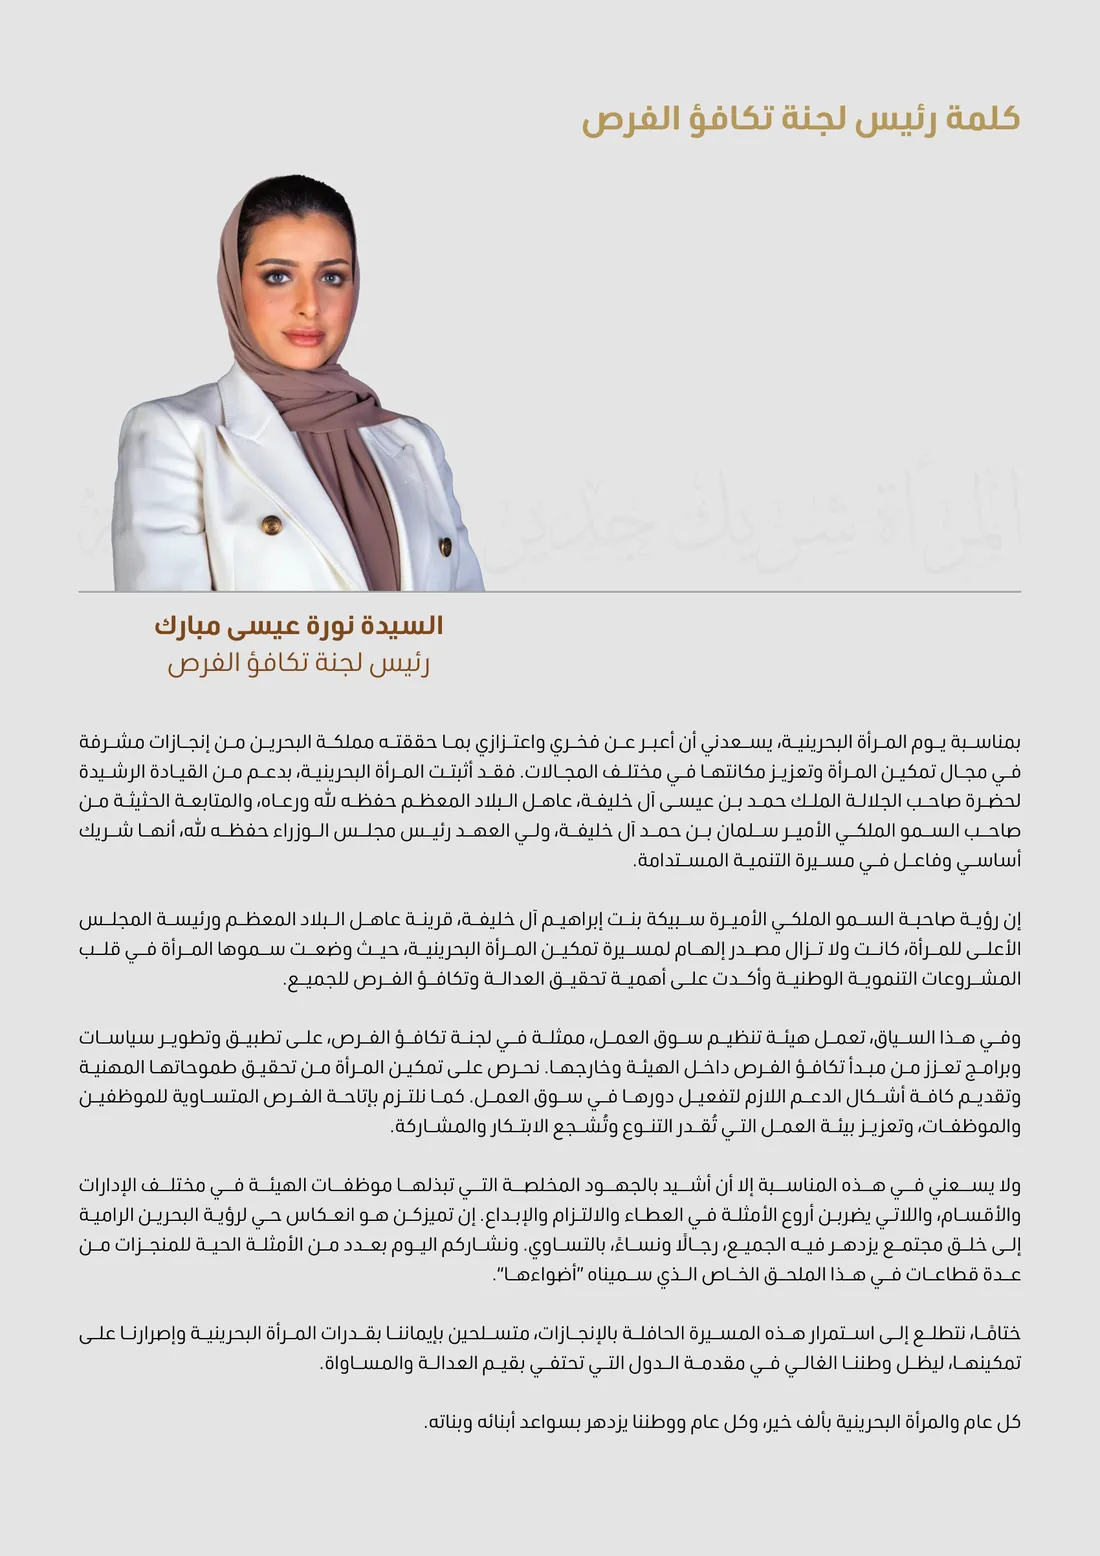 كلمة رئيس لجنة تكافؤ الفرص
المرأة شريك جدير
السيدة نورة عيسى مبارك
رئيس لجنة تكافؤ الفرص
بمناسبة يوم المرأة البحرينية، يسعدني أن أعبر عن فخري واعتزازي بما حققته مملكة البحرين من إنجازات مشرفة
في مجال تمكين المرأة وتعزيز مكانتها في مختلف المجالات. فقد أثبتت المرأة البحرينية، بدعم من القيادة الرشيدة
لحضرة صاحب الجلالة الملك حمد بن عيسى آل خليفة، عاهل البلاد المعظم حفظه لله ورعاه، والمتابعة الحثيثة من
صاحب السمو الملكي الأمير سلمان بن حمد آل خليفة، ولي العهد رئيس مجلس الوزراء حفظه لله، أنها شريك
أساسي وفاعل في مسيرة التنمية المستدامة.
إن رؤية صاحبة السمو الملكي الأميرة سبيكة بنت إبراهيم آل خليفة، قرينة عاهل البلاد المعظم ورئيسة المجلس
الأعلى للمرأة، كانت ولا تزال مصدر إلهام لمسيرة تمكين المرأة البحرينية، حيث وضعت سموها المرأة في قلب
المشروعات التنموية الوطنية وأكدت على أهمية تحقيق العدالة وتكافؤ الفرص للجميع.
وفي هذا السياق، تعمل هيئة تنظيم سوق العمل، ممثلة في لجنة تكافؤ الفرص، على تطبيق وتطوير سياسات
وبرامج تعزز من مبدأ تكافؤ الفرص داخل الهيئة وخارجها. نحرص على تمكين المرأة من تحقيق طموحاتها المهنية
وتقديم كافة أشكال الدعم اللازم لتفعيل دورها في سوق العمل. كما نلتزم بإتاحة الفرص المتساوية للموظفين
والموظفات، وتعزيز بيئة العمل التي تُقدر التنوع وتُشجع الابتكار والمشاركة.
ولا يسعني في هذه المناسبة إلا أن أشيد بالجهود المخلصة التي تبذلها موظفات الهيئة في مختلف الإدارات
والأقسام، واللاتي يضربن أروع الأمثلة في العطاء والالتزام والإبداع. إن تميزكن هو انعكاس حي لرؤية البحرين الرامية
إلى خلق مجتمع يزدهر فيه الجميع، رجالًا ونساءً، بالتساوي. ونشاركم اليوم بعدد من الأمثلة الحية للمنجزات من
عدة قطاعات في هذا الملحق الخاص الذي سميناه "أضواءها".
ختامًا، نتطلع إلى استمرار هذه المسيرة الحافلة بالإنجازات، متسلحين بإيماننا بقدرات المرأة البحرينية وإصرارنا على
تمكينها، ليظل وطننا الغالي في مقدمة الدول التي تحتفي بقيم العدالة والمساواة.
كل عام والمرأة البحرينية بألف خير، وكل عام ووطننا يزدهر بسواعد أبنائه وبناته.